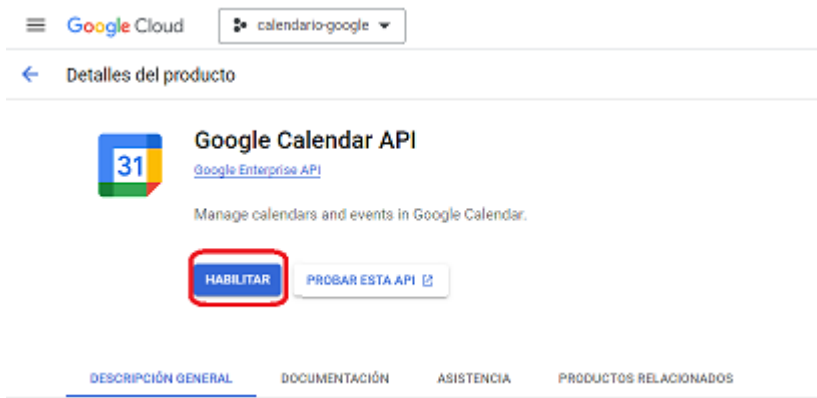 Google Cloud calendario-google
Detalles del producto
Google Calendar API
31
Google Enterprise API
Manage calendars and events in Google Calendar.
HABILITAR PROBAR ESTA API
DESCRIPCIÓN GENERAL DOCUMENTACIÓN ASISTENCIA PRODUCTOS RELACIONADOS